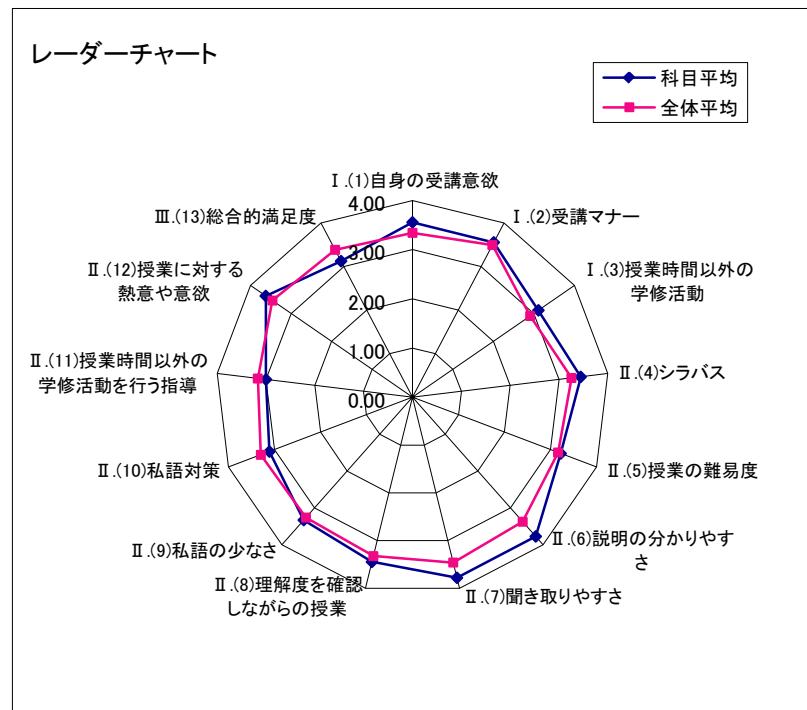 レーダーチャート
科目平均
全体平均
Ⅰ.(1)自身の受講意欲
Ⅰ.(2)受講マナー
Ⅰ.(3)授業時間以外の
学修活動
Ⅱ.(4)シラバス
Ⅱ.(5)授業の難易度
Ⅱ.(6)説明の分かりやす
さ
Ⅱ.(7)聞き取りやすさ
Ⅱ.(8)理解度を確認
しながらの授業
Ⅱ.(9)私語の少なさ
Ⅱ.(10)私語対策
Ⅱ.(11)授業時間以外の
学修活動を行う指導
Ⅱ.(12)授業に対する
熱意や意欲
Ⅲ.(13)総合的満足度
4.00
3.00
2.00
1.00
0.00